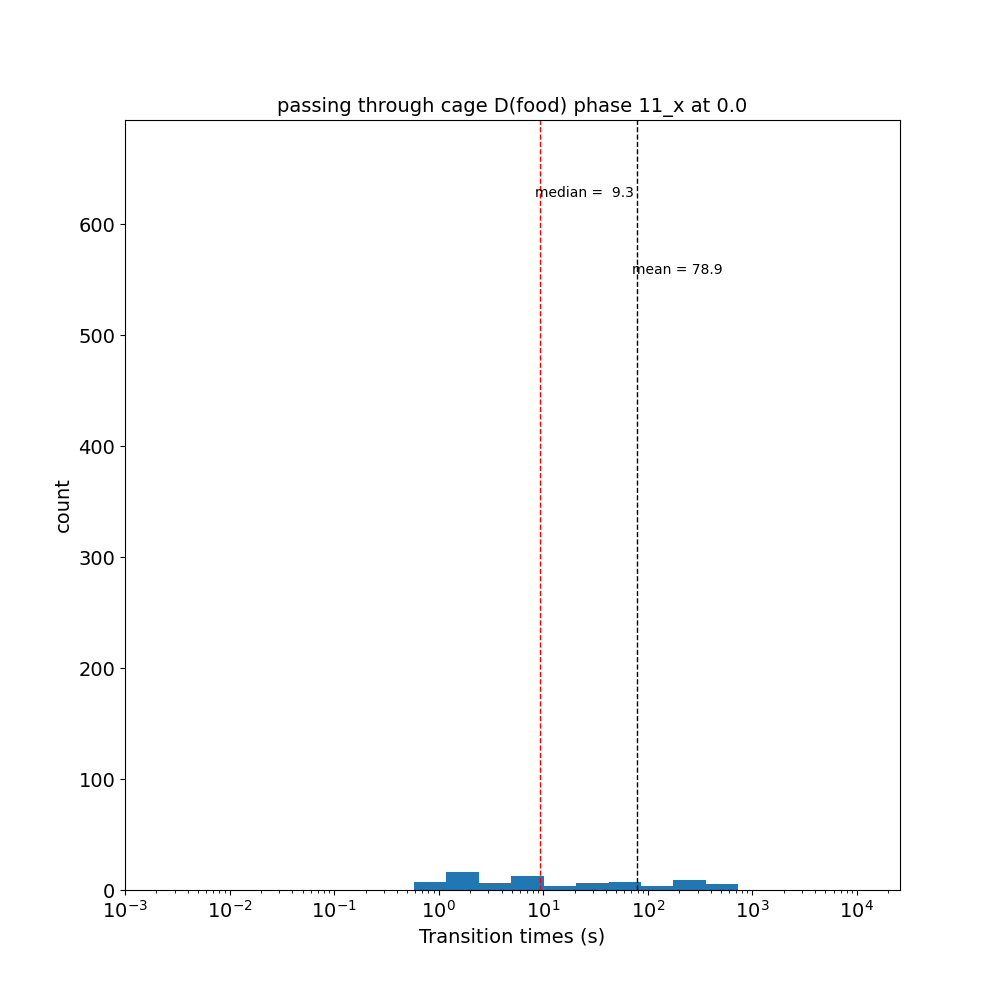 passing through cage D(food) phase 11_x at 0.0
median =  9.3
mean = 78.9
600
500
400
300
200
100
0
count
10⁻³ 10⁻² 10⁻¹ 10⁰ 10¹ 10² 10³ 10⁴
Transition times (s)